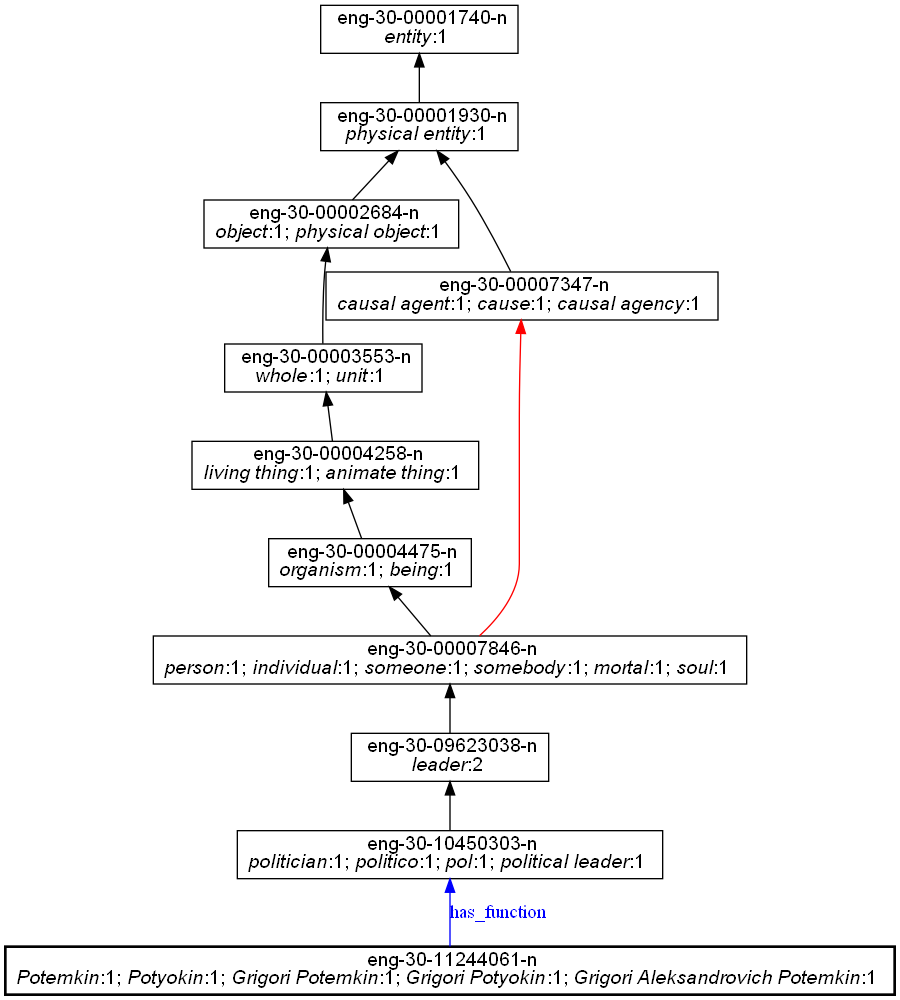 eng-30-00001740-n
entity:1
eng-30-00001930-n
physical entity:1
eng-30-00002684-n
object:1; physical object:1
eng-30-00007347-n
causal agent:1; cause:1; causal agency:1
eng-30-00003553-n
whole:1; unit:1
eng-30-00004258-n
living thing:1; animate thing:1
eng-30-00004475-n
organism:1; being:1
eng-30-00007846-n
person:1; individual:1; someone:1; somebody:1; mortal:1; soul:1
eng-30-09623038-n
leader:2
eng-30-10450303-n
politician:1; politico:1; pol:1; political leader:1
has_function
eng-30-11244061-n
Potemkin:1; Potyokin:1; Grigori Potemkin:1; Grigori Potyokin:1; Grigori Aleksandrovich Potemkin:1